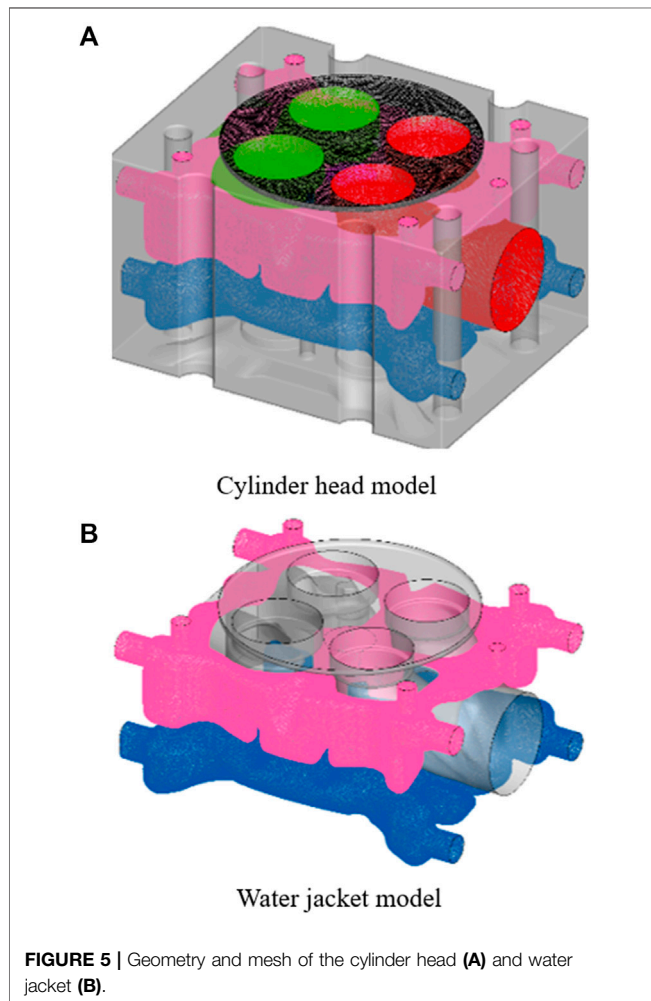 A
Cylinder head model
B
Water jacket model
FIGURE 5 | Geometry and mesh of the cylinder head (A) and water
jacket (B).